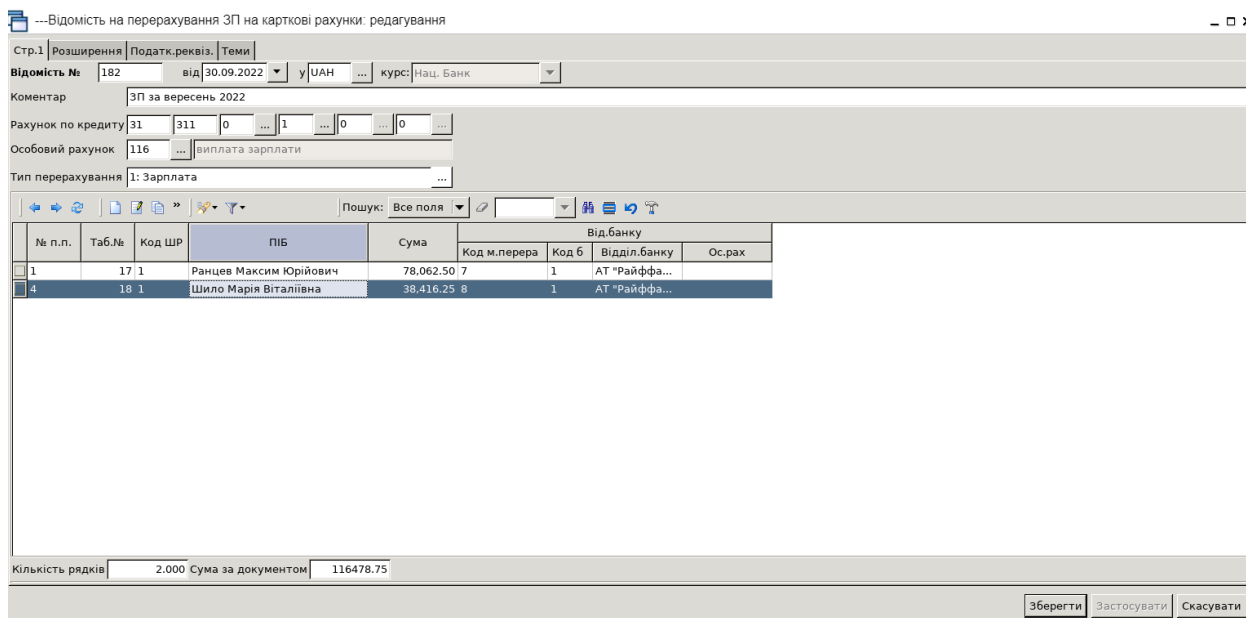 ---Відомість на перерахування ЗП на карткові рахунки: редагування
Стр.1 Розширення Податк.реквіз. Теми
Відомість № 182 від 30.09.2022 у UAH ... курс: Нац. Банк
Коментар ЗП за вересень 2022
Рахунок по кредиту 31 311 0 ... 1 ... 0 ... 0 ...
Особовий рахунок 116 ... виплата зарплати
Тип перерахування 1: Зарплата ...
» Пошук: Все поля
№ п.п. Таб.№ Код ШР ПІБ Сума Від.банку
Код м.перера Код б Відділ.банку Ос.рах
1 17 1 Ранцев Максим Юрійович 78,062.50 7 1 АТ "Райффа...
4 18 1 Шило Марія Віталіївна 38,416.25 8 1 АТ "Райффа...
Кількість рядків 2.000 Сума за документом 116478.75
Зберегти Застосувати Скасувати